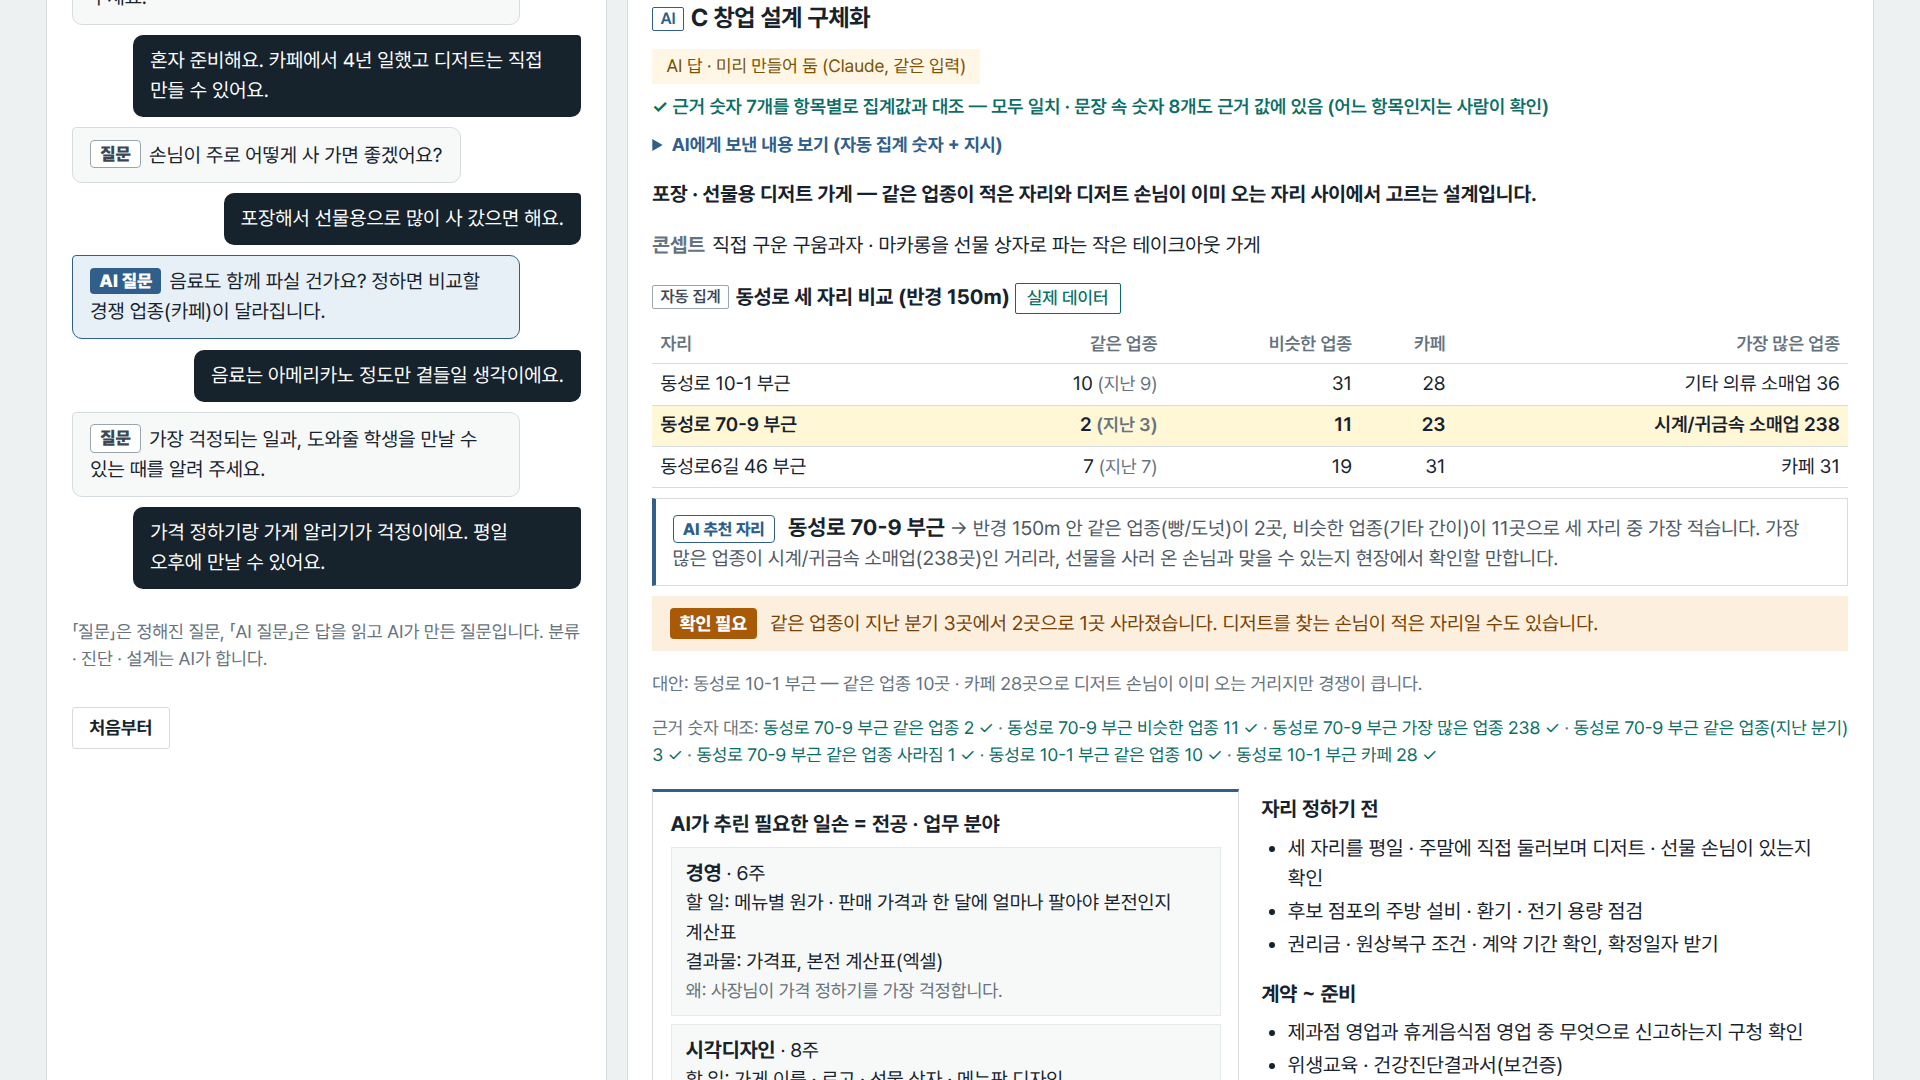 혼자 준비해요. 카페에서 4년 일했고 디저트는 직접
만들 수 있어요.
질문 손님이 주로 어떻게 사 가면 좋겠어요?
포장해서 선물용으로 많이 사 갔으면 해요.
AI 질문 음료도 함께 파실 건가요? 정하면 비교할
경쟁 업종(카페)이 달라집니다.
음료는 아메리카노 정도만 곁들일 생각이에요.
질문 가장 걱정되는 일과, 도와줄 학생을 만날 수
있는 때를 알려 주세요.
가격 정하기랑 가게 알리기가 걱정이에요. 평일
오후에 만날 수 있어요.
「질문」은 정해진 질문, 「AI 질문」은 답을 읽고 AI가 만든 질문입니다. 분류
· 진단 · 설계는 AI가 합니다.
처음부터
AI C 창업 설계 구체화
AI 답 · 미리 만들어 둠 (Claude, 같은 입력)
✓ 근거 숫자 7개를 항목별로 집계값과 대조 — 모두 일치 · 문장 속 숫자 8개도 근거 값에 있음 (어느 항목인지는 사람이 확인)
▶ AI에게 보낸 내용 보기 (자동 집계 숫자 + 지시)
포장 · 선물용 디저트 가게 — 같은 업종이 적은 자리와 디저트 손님이 이미 오는 자리 사이에서 고르는 설계입니다.
콘셉트 직접 구운 구움과자 · 마카롱을 선물 상자로 파는 작은 테이크아웃 가게
자동 집계 동성로 세 자리 비교 (반경 150m) 실제 데이터
자리 같은 업종 비슷한 업종 카페 가장 많은 업종
동성로 10-1 부근 10 (지난 9) 31 28 기타 의류 소매업 36
동성로 70-9 부근 2 (지난 3) 11 23 시계/귀금속 소매업 238
동성로6길 46 부근 7 (지난 7) 19 31 카페 31
AI 추천 자리 동성로 70-9 부근 → 반경 150m 안 같은 업종(빵/도넛)이 2곳, 비슷한 업종(기타 간이)이 11곳으로 세 자리 중 가장 적습니다. 가장
많은 업종이 시계/귀금속 소매업(238곳)인 거리라, 선물을 사러 온 손님과 맞을 수 있는지 현장에서 확인할 만합니다.
확인 필요 같은 업종이 지난 분기 3곳에서 2곳으로 1곳 사라졌습니다. 디저트를 찾는 손님이 적은 자리일 수도 있습니다.
대안: 동성로 10-1 부근 — 같은 업종 10곳 · 카페 28곳으로 디저트 손님이 이미 오는 거리지만 경쟁이 큽니다.
근거 숫자 대조: 동성로 70-9 부근 같은 업종 2 ✓ · 동성로 70-9 부근 비슷한 업종 11 ✓ · 동성로 70-9 부근 가장 많은 업종 238 ✓ · 동성로 70-9 부근 같은 업종(지난 분기)
3 ✓ · 동성로 70-9 부근 같은 업종 사라짐 1 ✓ · 동성로 10-1 부근 같은 업종 10 ✓ · 동성로 10-1 부근 카페 28 ✓
AI가 추린 필요한 일손 = 전공 · 업무 분야
경영 · 6주
할 일: 메뉴별 원가 · 판매 가격과 한 달에 얼마나 팔아야 본전인지
계산표
결과물: 가격표, 본전 계산표(엑셀)
왜: 사장님이 가격 정하기를 가장 걱정합니다.
시각디자인 · 8주
할 일: 가게 이름 · 로고 · 선물 상자 · 메뉴판 디자인
자리 정하기 전
• 세 자리를 평일 · 주말에 직접 둘러보며 디저트 · 선물 손님이 있는지
확인
• 후보 점포의 주방 설비 · 환기 · 전기 용량 점검
• 권리금 · 원상복구 조건 · 계약 기간 확인, 확정일자 받기
계약 ~ 준비
• 제과점 영업과 휴게음식점 영업 중 무엇으로 신고하는지 구청 확인
• 위생교육 · 건강진단결과서(보건증)